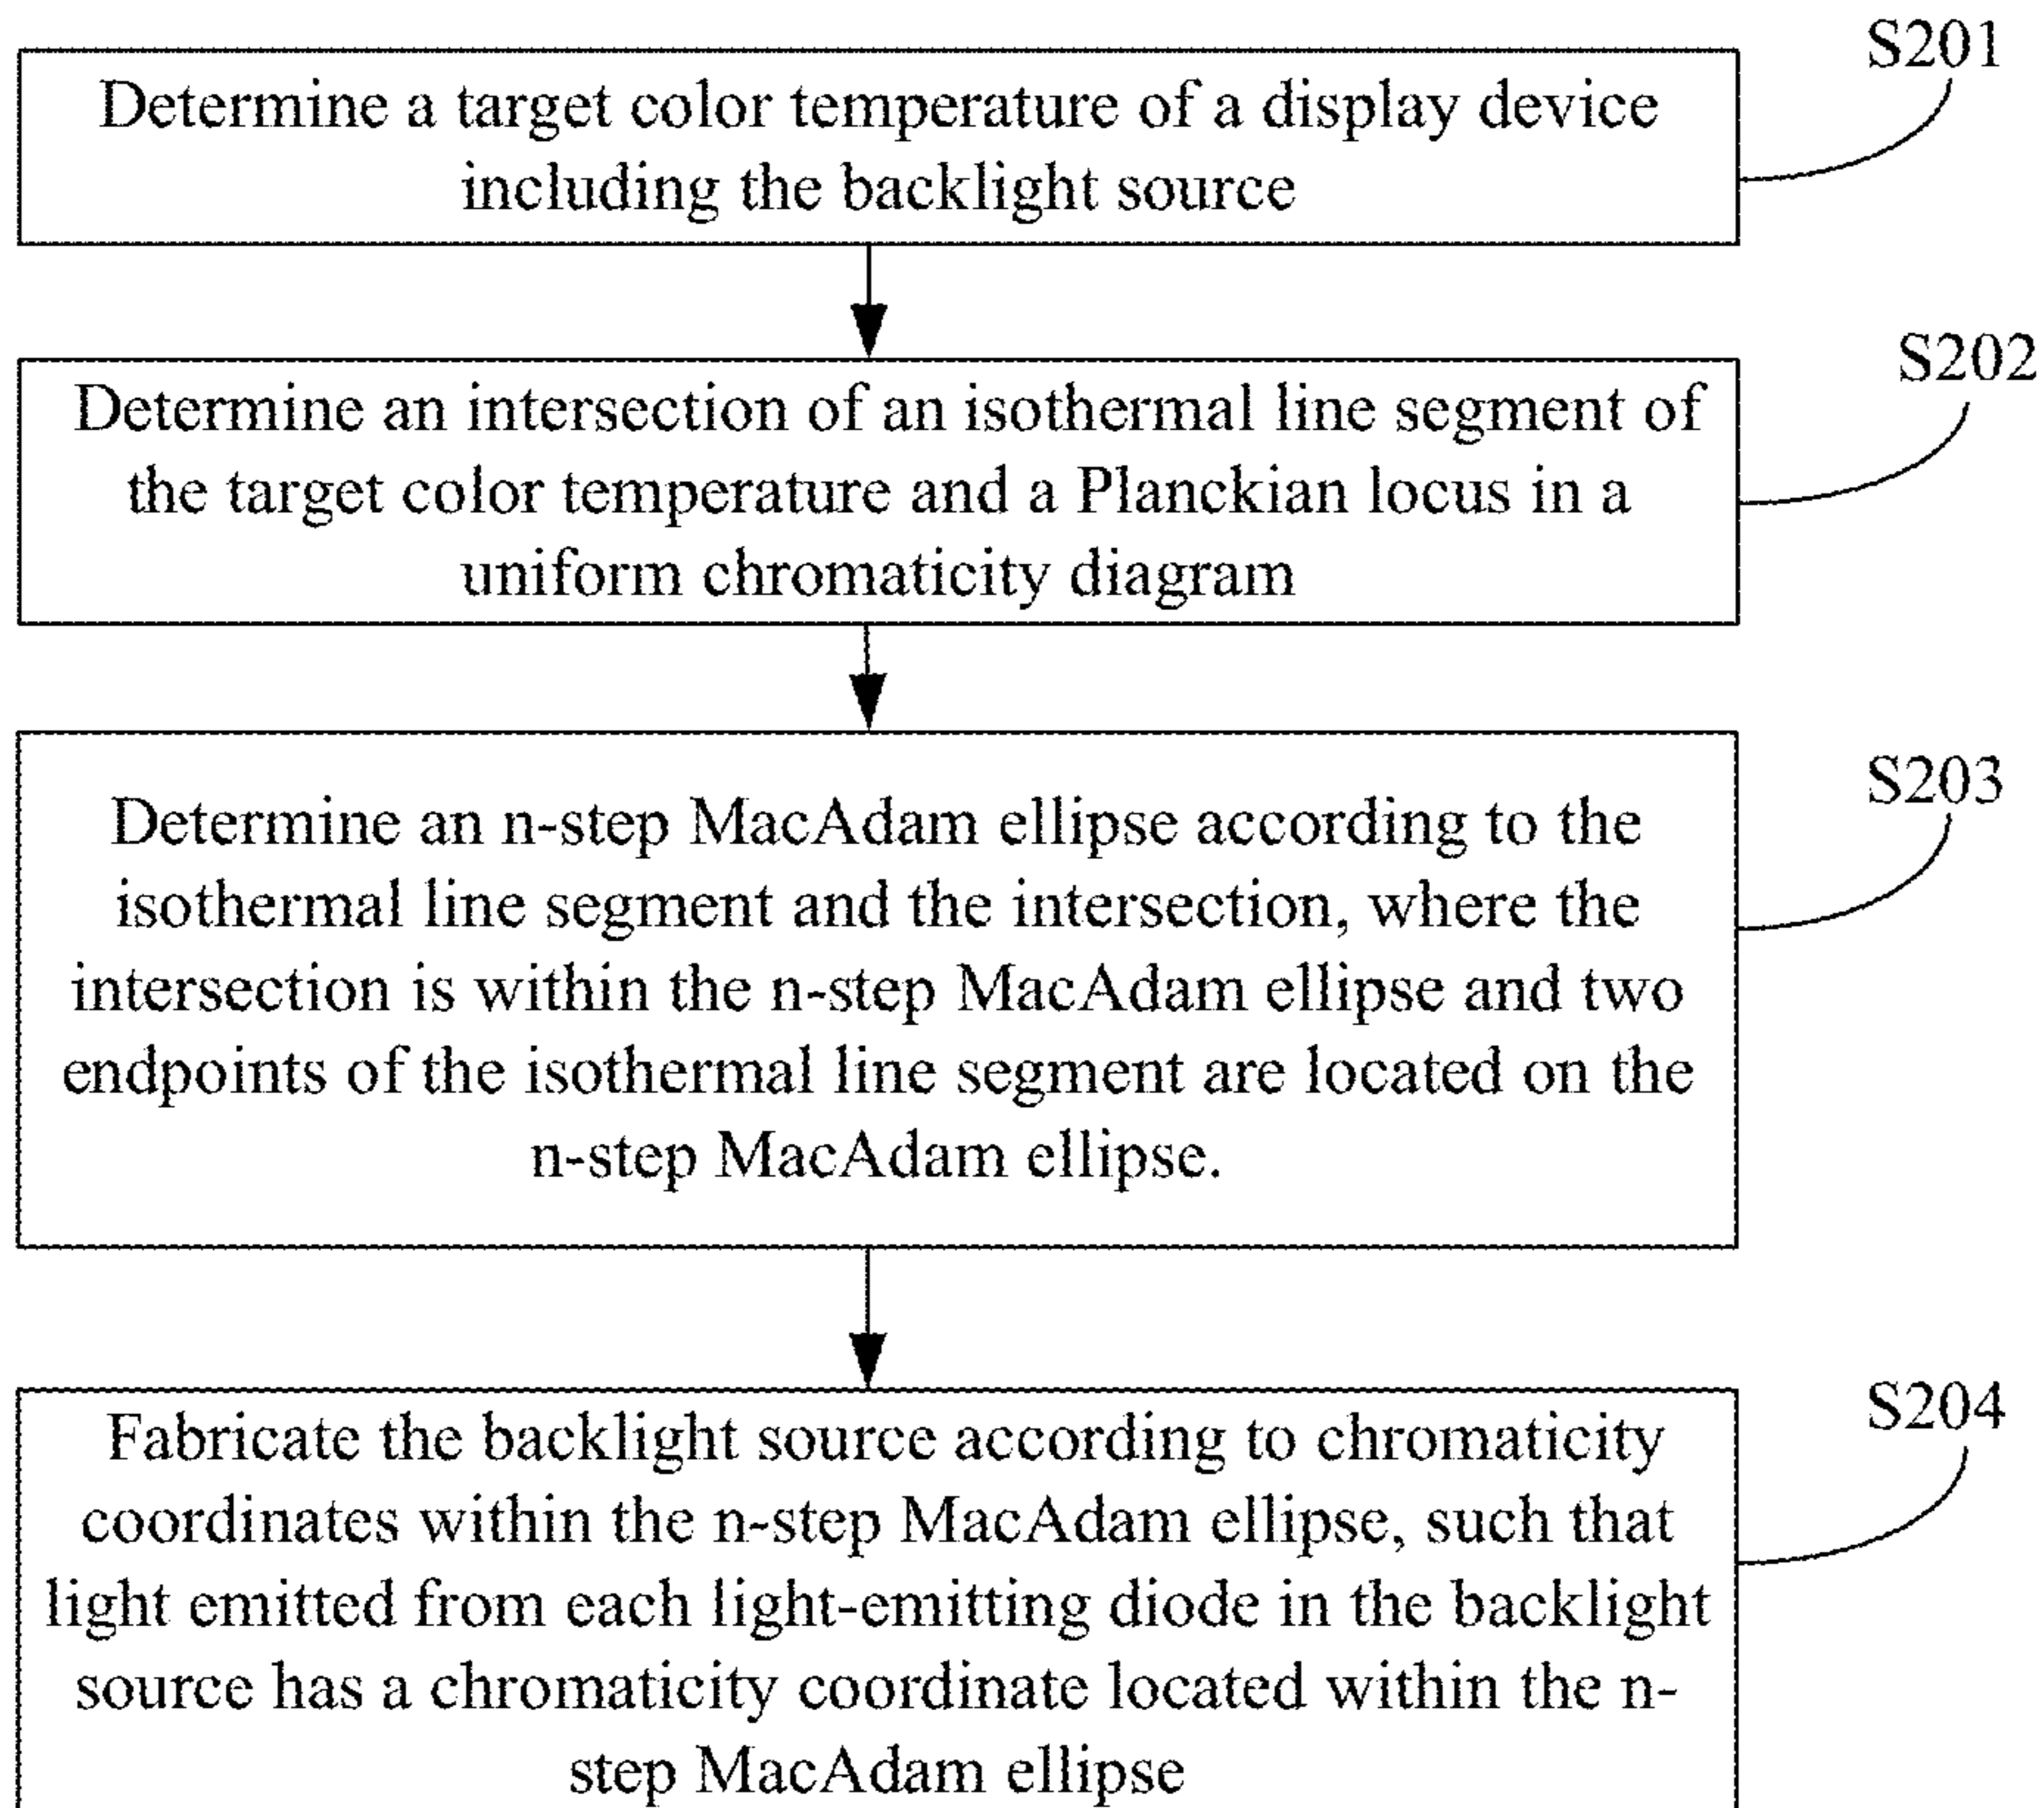 S201
Determine a target color temperature of a display device
including the backlight source
S202
Determine an intersection of an isothermal line segment of
the target color temperature and a Planckian locus in a
uniform chromaticity diagram
S203
Determine an n-step MacAdam ellipse according to the
isothermal line segment and the intersection, where the
intersection is within the n-step MacAdam ellipse and two
endpoints of the isothermal line segment are located on the
n-step MacAdam ellipse.
S204
Fabricate the backlight source according to chromaticity
coordinates within the n-step MacAdam ellipse, such that
light emitted from each light-emitting diode in the backlight
source has a chromaticity coordinate located within the n-
step MacAdam ellipse